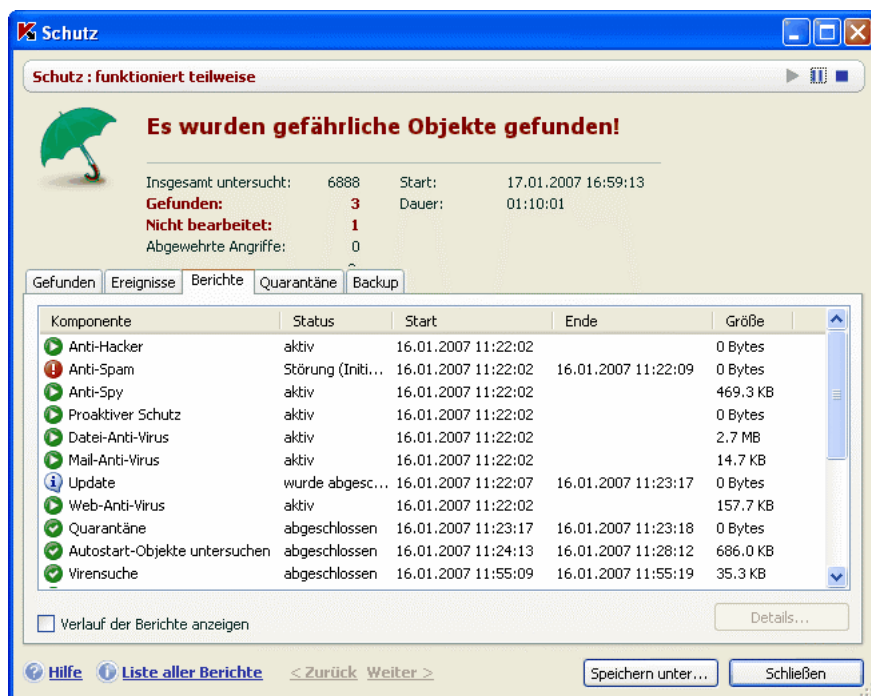 Schutz
Schutz : funktioniert teilweise
Es wurden gefährliche Objekte gefunden!
Insgesamt untersucht: 6888 Start: 17.01.2007 16:59:13
Gefunden: 3 Dauer: 01:10:01
Nicht bearbeitet: 1
Abgewehrte Angriffe: 0
Gefunden Ereignisse Berichte Quarantäne Backup
Komponente Status Start Ende Größe
Anti-Hacker aktiv 16.01.2007 11:22:02 0 Bytes
Anti-Spam Störung (Initi... 16.01.2007 11:22:02 16.01.2007 11:22:09 0 Bytes
Anti-Spy aktiv 16.01.2007 11:22:02 469.3 KB
Proaktiver Schutz aktiv 16.01.2007 11:22:02 0 Bytes
Datei-Anti-Virus aktiv 16.01.2007 11:22:02 2.7 MB
Mail-Anti-Virus aktiv 16.01.2007 11:22:02 14.7 KB
Update wurde abgesc... 16.01.2007 11:22:07 16.01.2007 11:23:17 0 Bytes
Web-Anti-Virus aktiv 16.01.2007 11:22:02 157.7 KB
Quarantäne abgeschlossen 16.01.2007 11:23:17 16.01.2007 11:23:18 0 Bytes
Autostart-Objekte untersuchen abgeschlossen 16.01.2007 11:24:13 16.01.2007 11:28:12 686.0 KB
Virensuche abgeschlossen 16.01.2007 11:55:09 16.01.2007 11:55:19 35.3 KB
Verlauf der Berichte anzeigen Details...
Hilfe Liste aller Berichte < Zurück Weiter > Speichern unter... Schließen